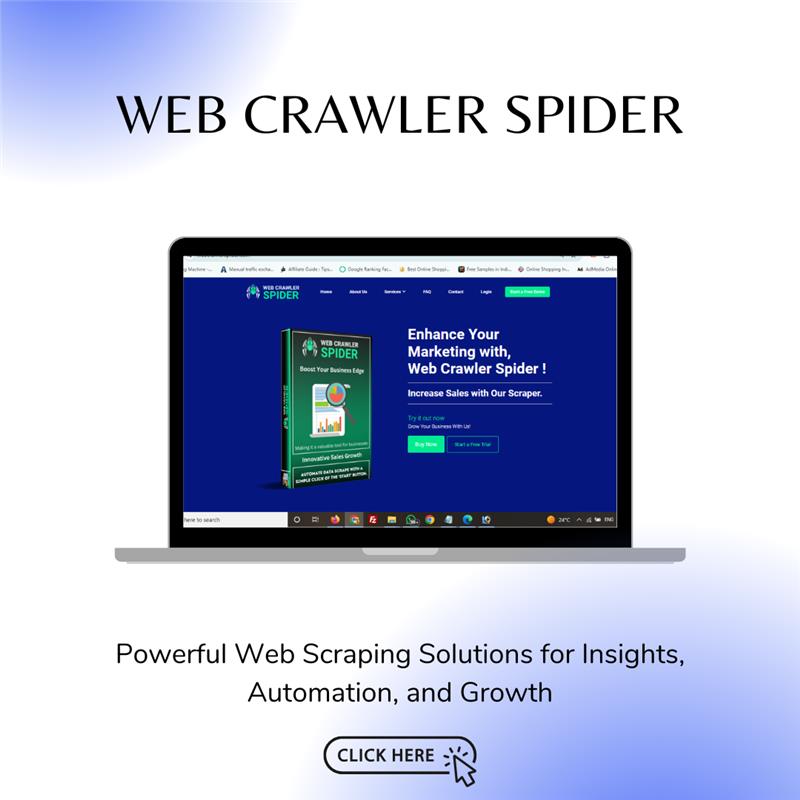 WEB CRAWLER SPIDER
Manual traffic excha...
Affiliate Guide : Tips...
Google Ranking Fac...
Best Online Shoppi...
Free Samples in Indi...
Online Shopping In...
AdMedia Onlin
WEB CRAWLER
SPIDER
Home
About Us
Services
FAQ
Contact
Login
Start a Free Demo
WEB CRAWLER
SPIDER
Boost Your Business Edge
Making it a valuable tool for businesses
Innovative Sales Growth
AUTOMATE DATA SCRAPE WITH A
SIMPLE CLICK OF THE 'START' BUTTON.
Enhance Your
Marketing with,
Web Crawler Spider !
Increase Sales with Our Scraper.
Try it out now
Grow Your Business With Us!
Buy Now
Start a Free Trial
here to search
24°C
ENG
Powerful Web Scraping Solutions for Insights,
Automation, and Growth
CLICK HERE